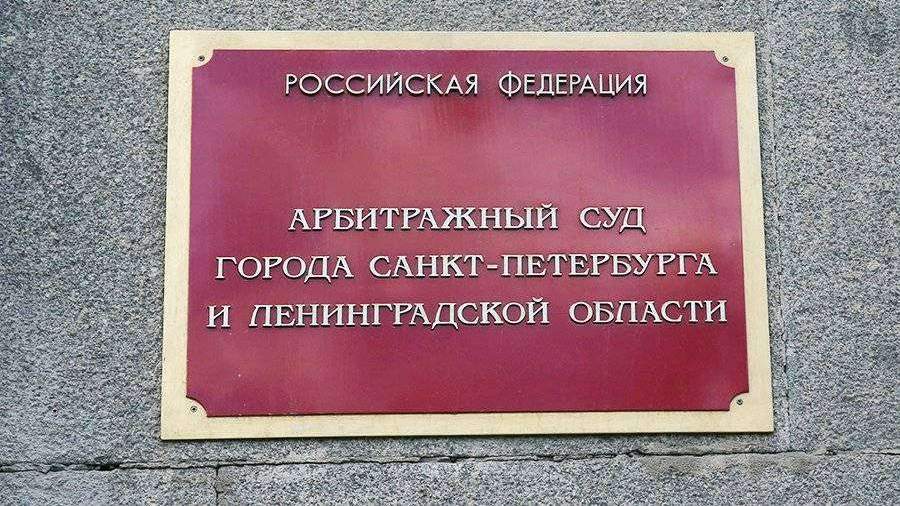 РОССИЙСКАЯ ФЕДЕРАЦИЯ
АРБИТРАЖНЫЙ СУД
ГОРОДА САНКТ-ПЕТЕРБУРГА
И ЛЕНИНГРАДСКОЙ ОБЛАСТИ